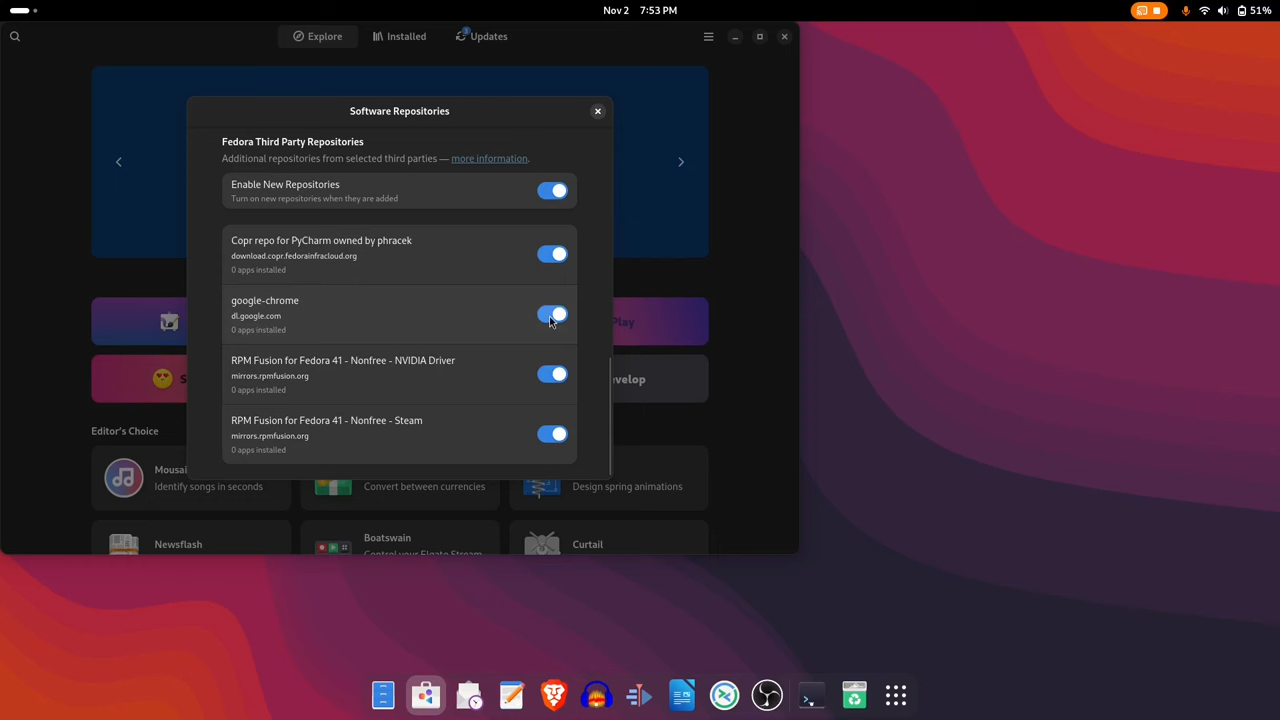 Nov 2 7:53 PM
51%
Explore
Installed
Updates
Software Repositories
Fedora Third Party Repositories
Additional repositories from selected third parties — more information.
Enable New Repositories
Turn on new repositories when they are added
Copr repo for PyCharm owned by phracek
download.copr.fedorainfracloud.org
0 apps installed
google-chrome
dl.google.com
0 apps installed
Play
RPM Fusion for Fedora 41 - Nonfree - NVIDIA Driver
mirrors.rpmfusion.org
0 apps installed
RPM Fusion for Fedora 41 - Nonfree - Steam
mirrors.rpmfusion.org
0 apps installed
Editor's Choice
Identify songs in seconds
Convert between currencies
Design spring animations
Newsflash
Boatswain
Curtail